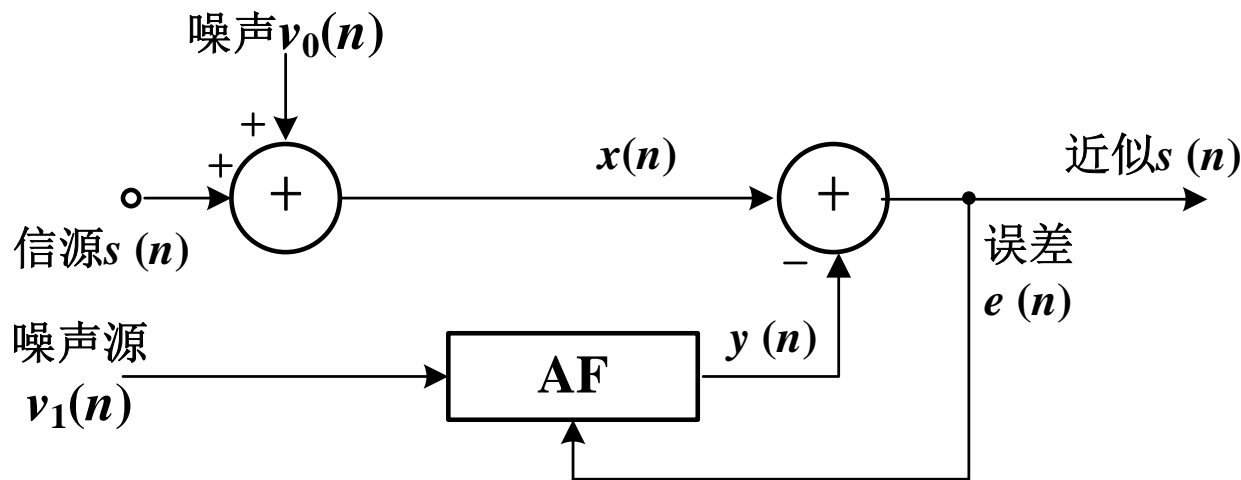 噪声v₀(n)
+
+
+
x(n)
+
近似s (n)
信源s (n)
−
误差
e (n)
噪声源
v₁(n)
AF
y (n)